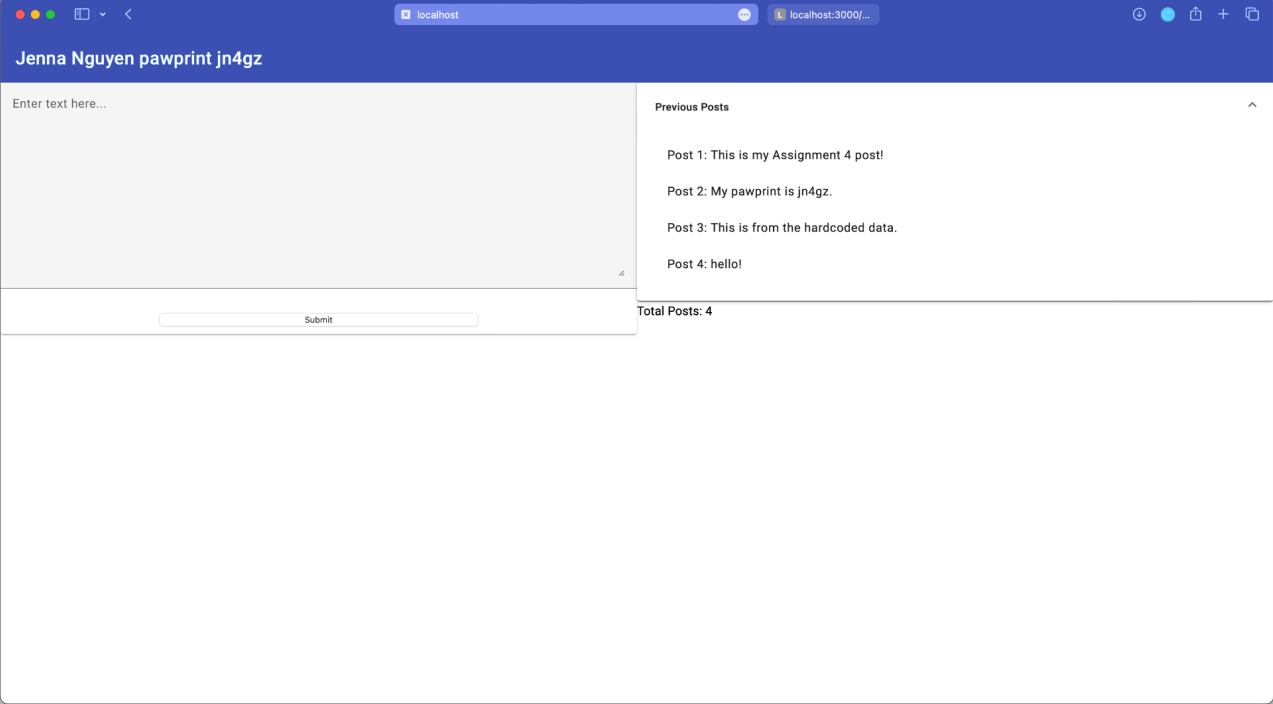 localhost
L localhost:3000/...
Jenna Nguyen pawprint jn4gz
Enter text here...
Submit
Previous Posts
Post 1: This is my Assignment 4 post!
Post 2: My pawprint is jn4gz.
Post 3: This is from the hardcoded data.
Post 4: hello!
Total Posts: 4